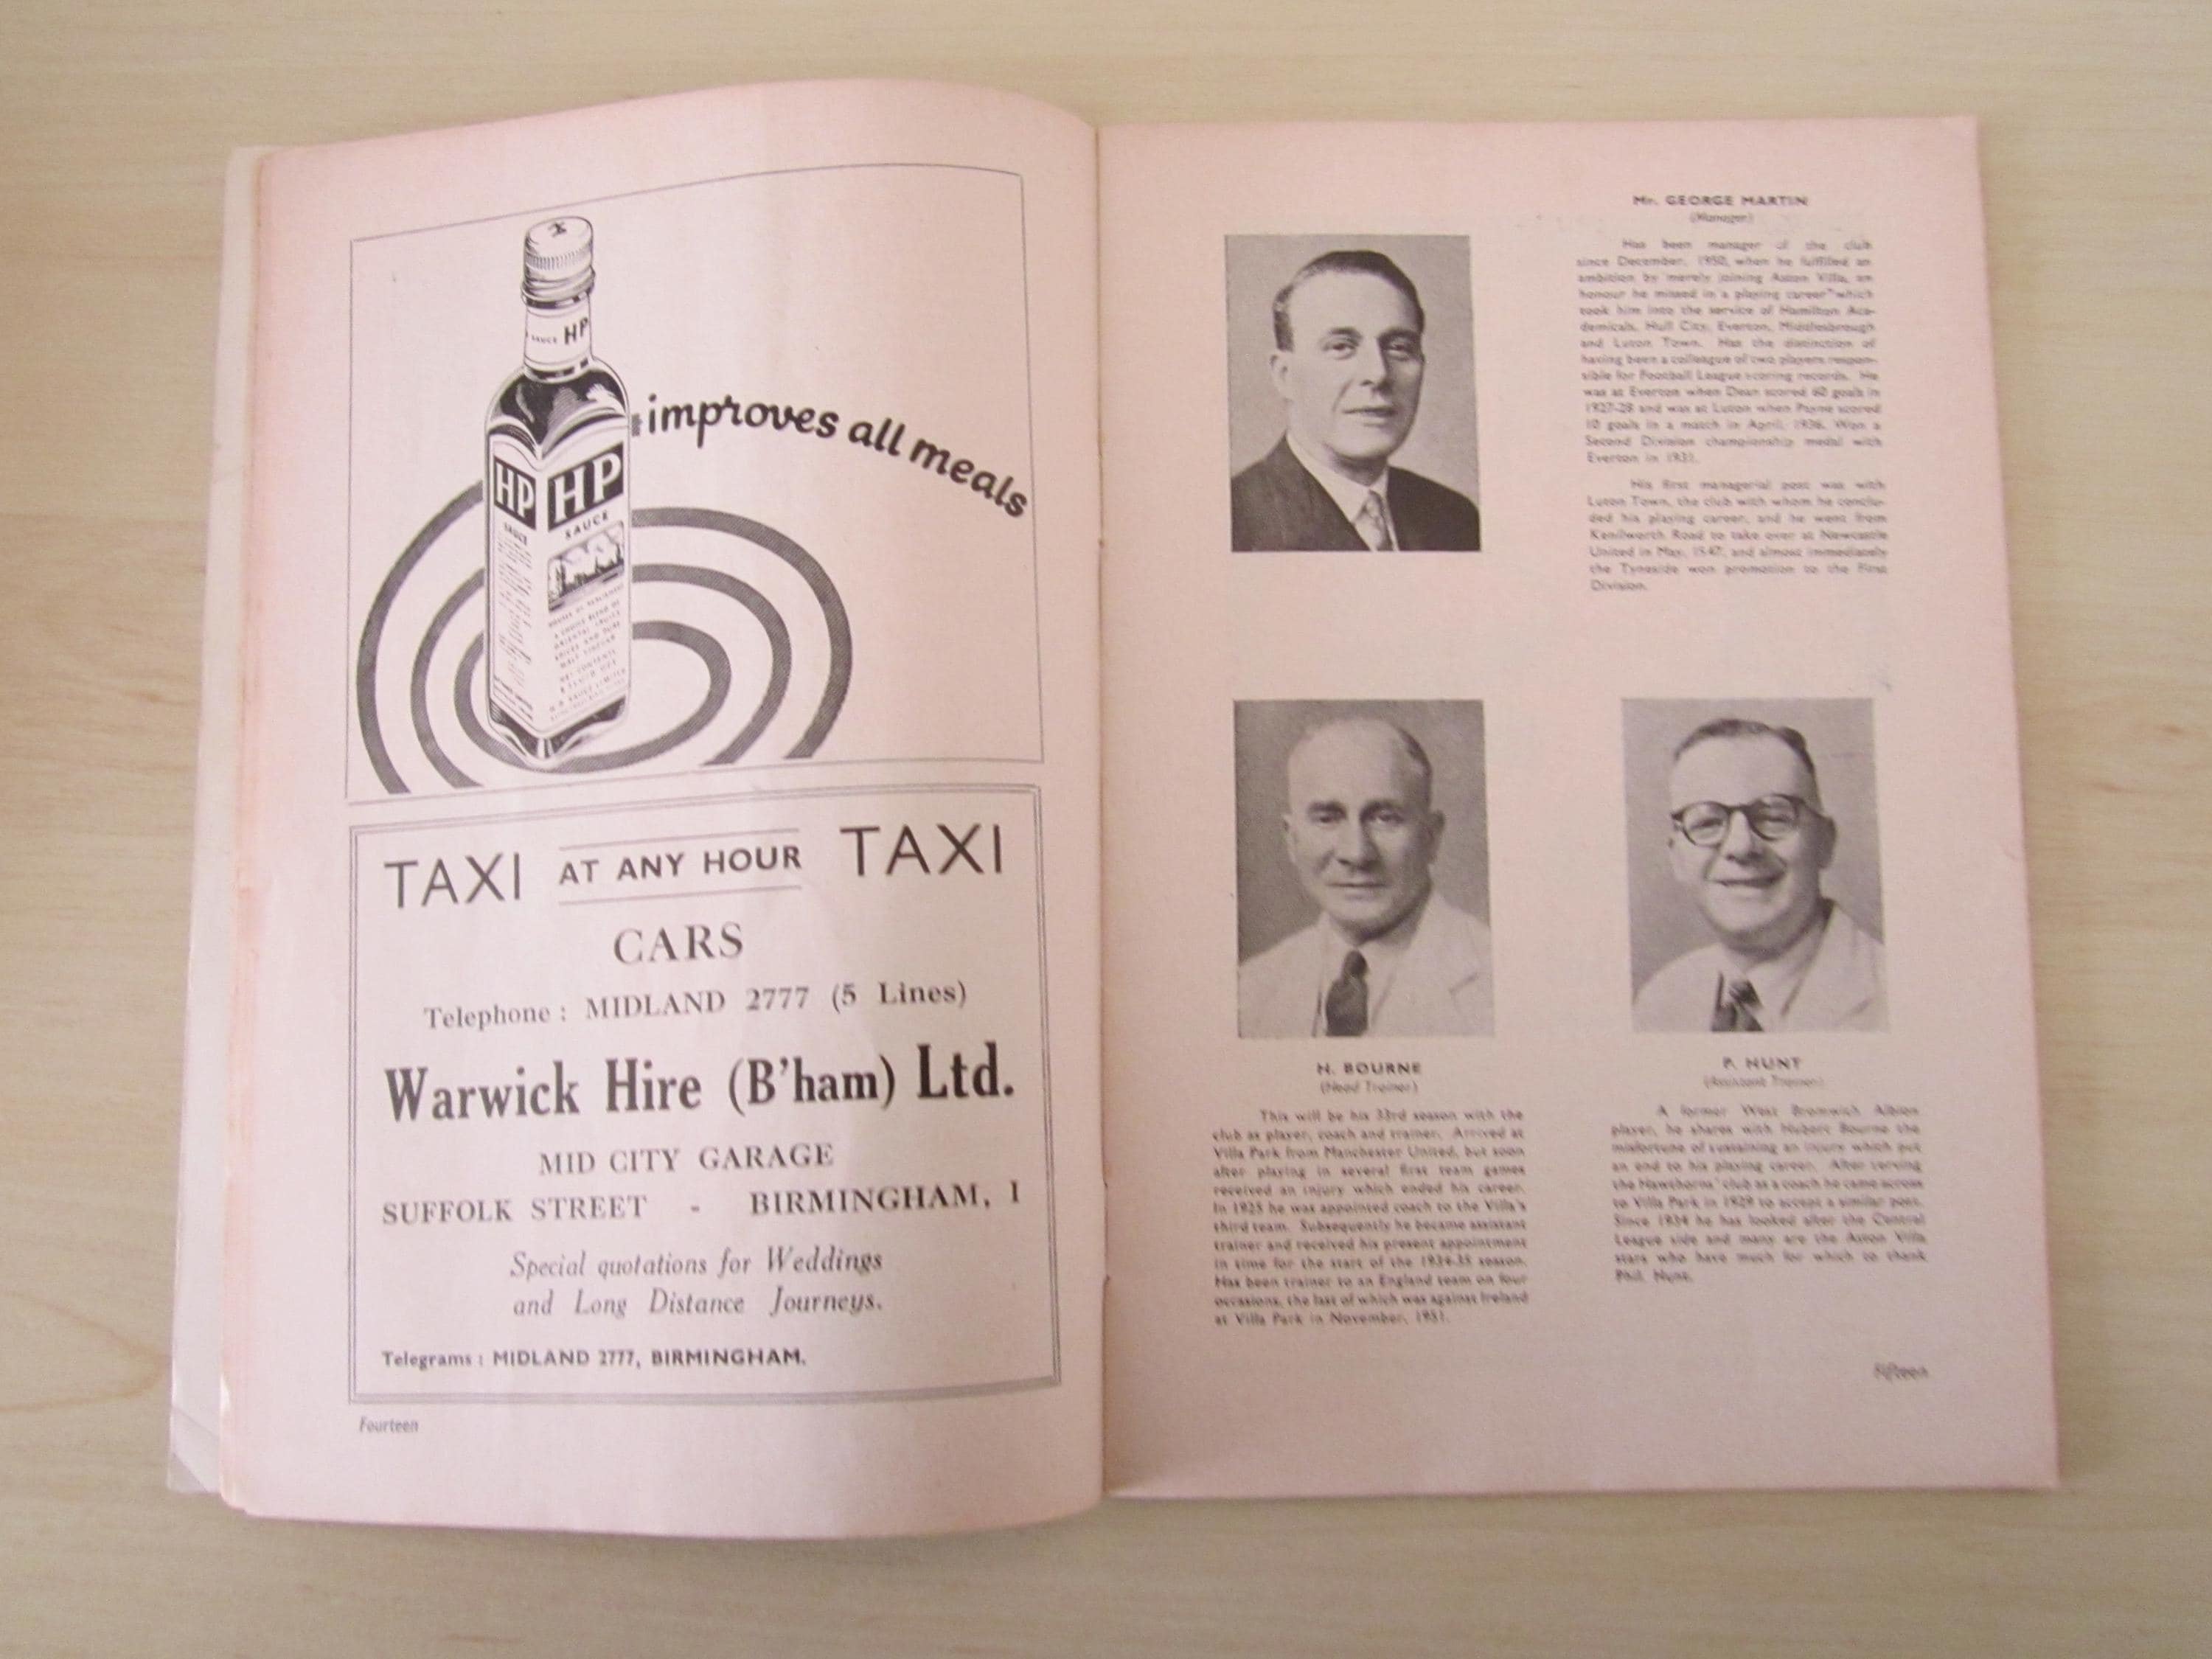 SAUCE HP
improves all meals
HP HP
SAUCE SAUCE
TAXI AT ANY HOUR TAXI
CARS
Telephone : MIDLAND 2777 (5 Lines)
Warwick Hire (B'ham) Ltd.
MID CITY GARAGE
SUFFOLK STREET - BIRMINGHAM, 1
Special quotations for Weddings
and Long Distance Journeys.
Telegrams : MIDLAND 2777, BIRMINGHAM.
Fourteen
Mr. GEORGE MARTIN
(Manager)
Has been manager of the club
since December, 1950, when he fulfilled an
ambition by merely joining Aston Villa, an
honour he missed in a playing career which
took him into the service of Hamilton Aca-
demicals, Hull City, Everton, Middlesbrough
and Luton Town. Has the distinction of
having been a colleague of two players respon-
sible for Football League scoring records. He
was at Everton when Dean scored 60 goals in
1927-28 and was at Luton when Payne scored
10 goals in a match in April, 1936. Won a
Second Division championship medal with
Everton in 1931.
His first managerial post was with
Luton Town, the club with whom he conclu-
ded his playing career, and he went from
Kenilworth Road to take over at Newcastle
United in May, 1947, and almost immediately
the Tyneside won promotion to the First
Division.
H. BOURNE
(Head Trainer)
This will be his 33rd season with the
club as player, coach and trainer. Arrived at
Villa Park from Manchester United, but soon
after playing in several first team games
received an injury which ended his career.
In 1925 he was appointed coach to the Villa's
third team. Subsequently he became assistant
trainer and received his present appointment
in time for the start of the 1934-35 season.
Has been trainer to an England team on four
occasions, the last of which was against Ireland
at Villa Park in November, 1951.
P. HUNT
(Assistant Trainer)
A former West Bromwich Albion
player, he shares with Hubert Bourne the
misfortune of sustaining an injury which put
an end to his playing career. After serving
the Hawthorns' club as a coach he came across
to Villa Park in 1929 to accept a similar post.
Since 1934 he has looked after the Central
League side and many are the Aston Villa
stars who have much for which to thank
Phil. Hunt.
Fifteen